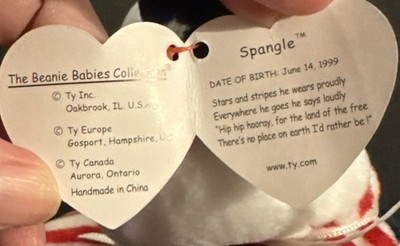 The Beanie Babies Collection®
© Ty Inc.
Oakbrook, IL. U.S.A.
© Ty Europe
Gosport, Hampshire,
© Ty Canada
Aurora, Ontario
Handmade in China
Spangle™
DATE OF BIRTH: June 14, 1999
Stars and stripes he wears proudly
Everywhere he goes he says loudly
"Hip hip hooray, for the land of the free
There's no place on earth I'd rather be!"
www.ty.com